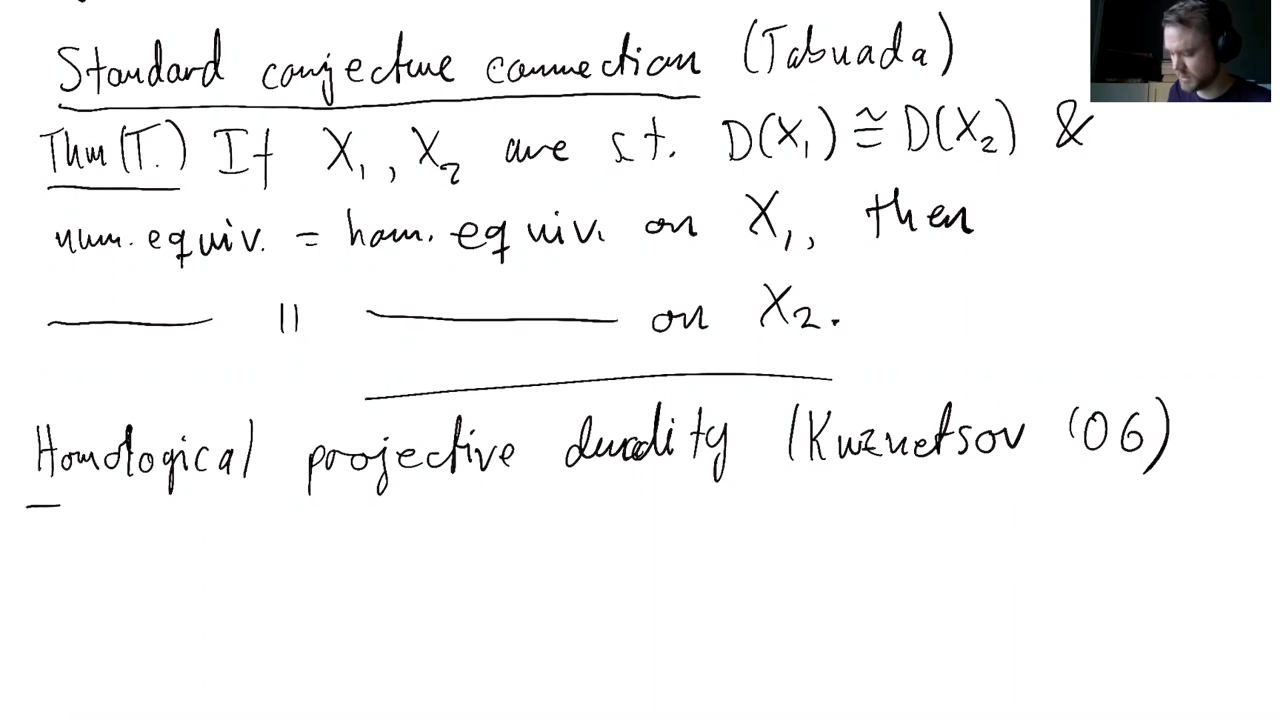 Standard conjecture connection (Tabuada)
Thm (T.) If X₁, X₂ are s.t. D(X₁) ≅ D(X₂) &
num. equiv. = hom. equiv. on X₁, then
—— " —— on X₂.
Homological projective duality (Kuznetsov '06)